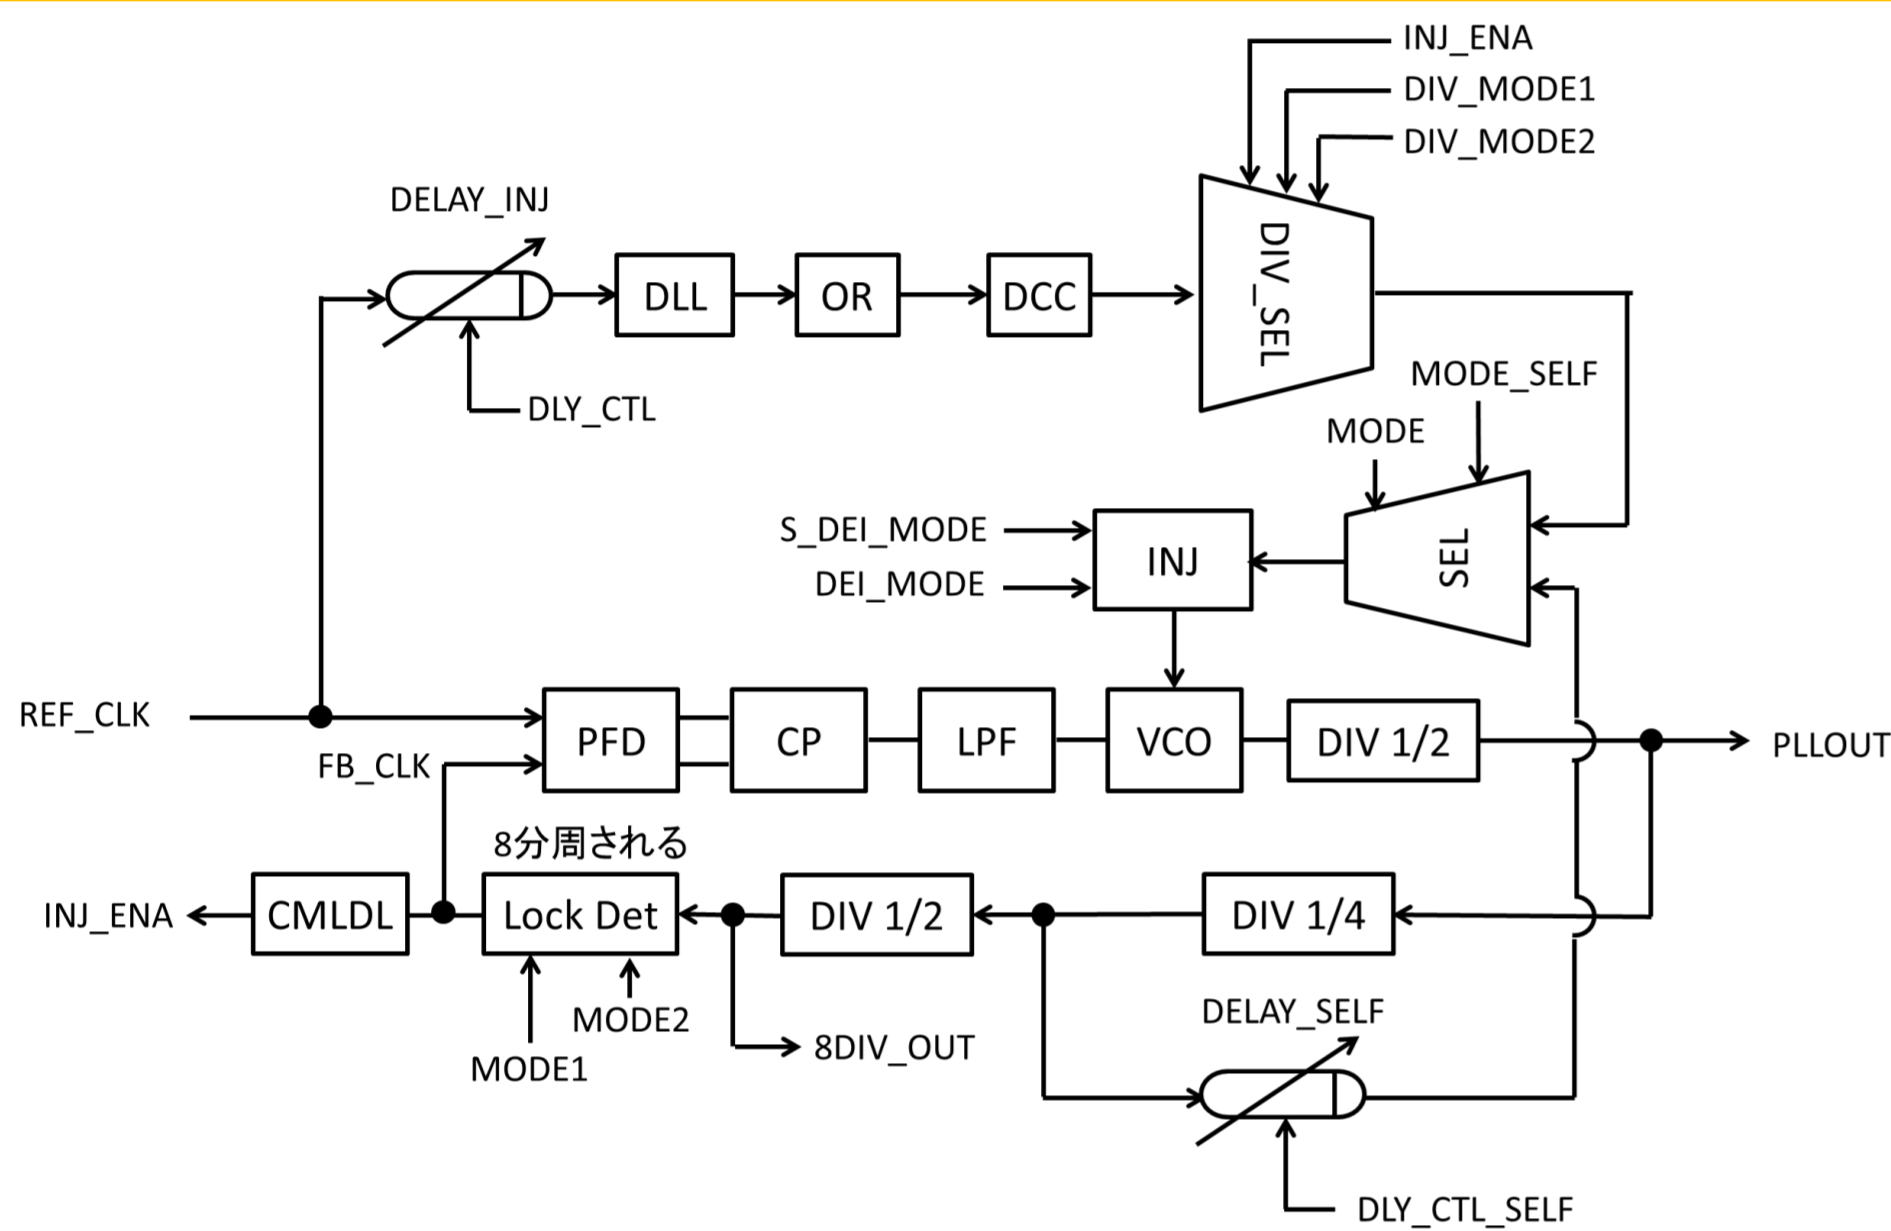 INJ_ENA
DIV_MODE1
DIV_MODE2
DELAY_INJ
DLL
OR
DCC
DIV_SEL
DLY_CTL
MODE_SELF
MODE
S_DEI_MODE
DEI_MODE
INJ
SEL
REF_CLK
FB_CLK
PFD
CP
LPF
VCO
DIV 1/2
PLLOUT
8分周される
INJ_ENA
CMLDL
Lock Det
DIV 1/2
DIV 1/4
MODE2
MODE1
8DIV_OUT
DELAY_SELF
DLY_CTL_SELF